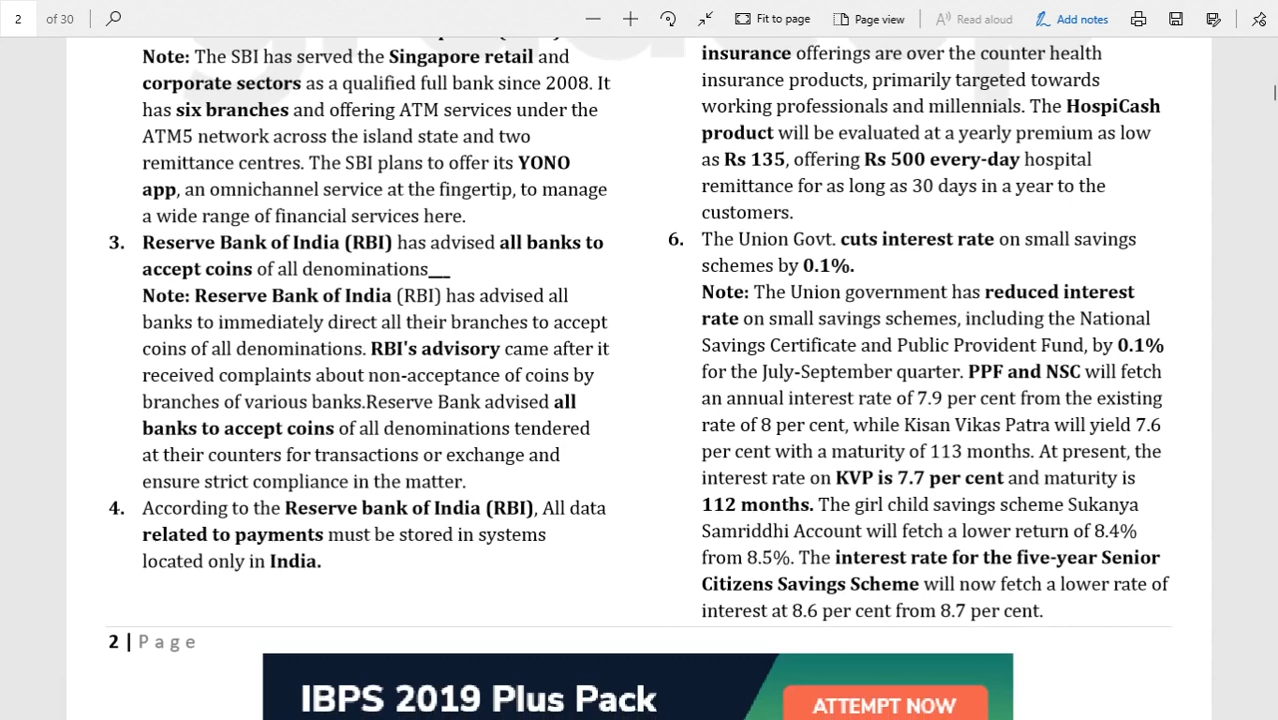 2 of 30 Fit to page Page view Read aloud Add notes
Note: The SBI has served the Singapore retail and
corporate sectors as a qualified full bank since 2008. It
has six branches and offering ATM services under the
ATM5 network across the island state and two
remittance centres. The SBI plans to offer its YONO
app, an omnichannel service at the fingertip, to manage
a wide range of financial services here.
3. Reserve Bank of India (RBI) has advised all banks to
accept coins of all denominations__
Note: Reserve Bank of India (RBI) has advised all
banks to immediately direct all their branches to accept
coins of all denominations. RBI's advisory came after it
received complaints about non-acceptance of coins by
branches of various banks.Reserve Bank advised all
banks to accept coins of all denominations tendered
at their counters for transactions or exchange and
ensure strict compliance in the matter.
4. According to the Reserve bank of India (RBI), All data
related to payments must be stored in systems
located only in India.
insurance offerings are over the counter health
insurance products, primarily targeted towards
working professionals and millennials. The HospiCash
product will be evaluated at a yearly premium as low
as Rs 135, offering Rs 500 every-day hospital
remittance for as long as 30 days in a year to the
customers.
6. The Union Govt. cuts interest rate on small savings
schemes by 0.1%.
Note: The Union government has reduced interest
rate on small savings schemes, including the National
Savings Certificate and Public Provident Fund, by 0.1%
for the July-September quarter. PPF and NSC will fetch
an annual interest rate of 7.9 per cent from the existing
rate of 8 per cent, while Kisan Vikas Patra will yield 7.6
per cent with a maturity of 113 months. At present, the
interest rate on KVP is 7.7 per cent and maturity is
112 months. The girl child savings scheme Sukanya
Samriddhi Account will fetch a lower return of 8.4%
from 8.5%. The interest rate for the five-year Senior
Citizens Savings Scheme will now fetch a lower rate of
interest at 8.6 per cent from 8.7 per cent.
2 | Page
IBPS 2019 Plus Pack
ATTEMPT NOW